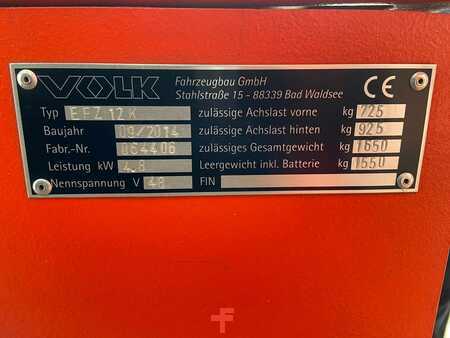 VOLK Fahrzeugbau GmbH
Stahlstraße 15 - 88339 Bad Waldsee CE
Typ EFZ 12 K zulässige Achslast vorne kg 725
Baujahr 09/2014 zulässige Achslast hinten kg 925
Fabr.-Nr. 064406 zulässiges Gesamtgewicht kg 1650
Leistung kW 4.8 Leergewicht inkl. Batterie kg 1550
Nennspannung V 48 FIN